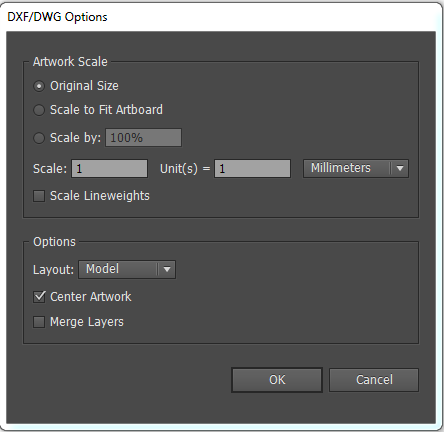 DXF/DWG Options
Artwork Scale
Original Size
Scale to Fit Artboard
Scale by: 100%
Scale: 1 Unit(s) = 1 Millimeters
Scale Lineweights
Options
Layout: Model
Center Artwork
Merge Layers
OK Cancel